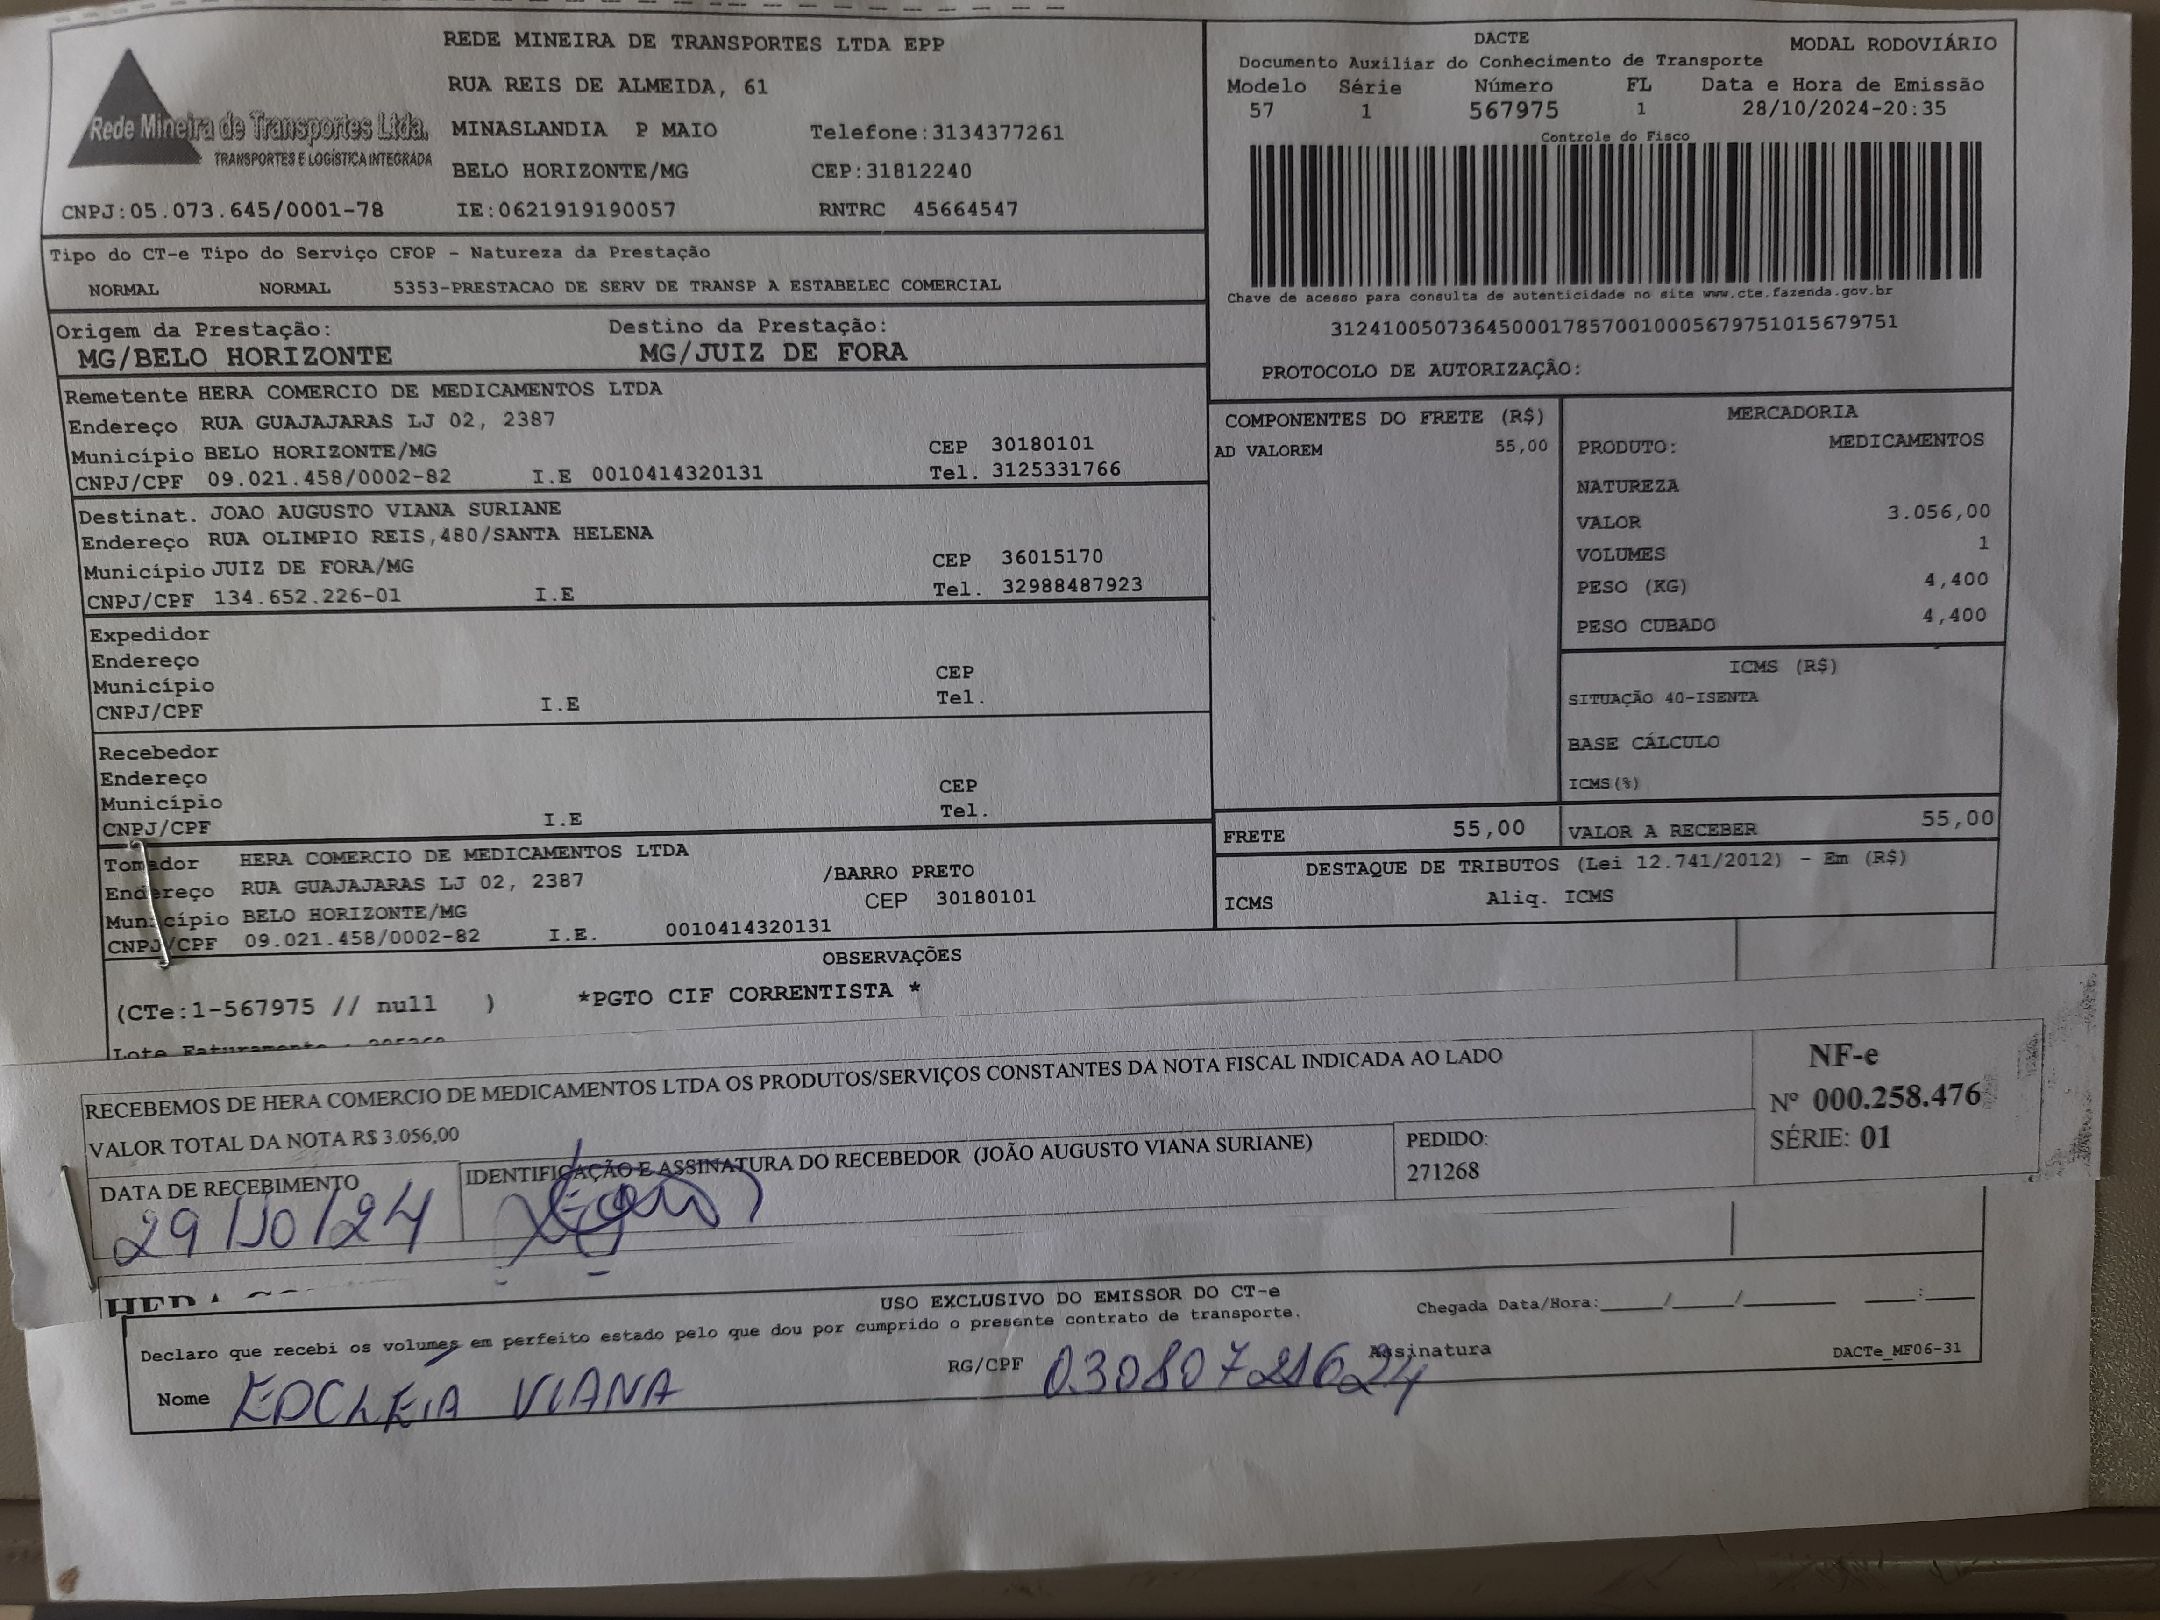 REDE MINEIRA DE TRANSPORTES LTDA EPP
RUA REIS DE ALMEIDA, 61
Rede Mineira de Transportes Ltda.
TRANSPORTES E LOGÍSTICA INTEGRADA
MINASLANDIA P MAIO Telefone:3134377261
BELO HORIZONTE/MG CEP:31812240
CNPJ:05.073.645/0001-78 IE:0621919190057 RNTRC 45664547
DACTE MODAL RODOVIÁRIO
Documento Auxiliar do Conhecimento de Transporte
Modelo Série Número FL Data e Hora de Emissão
57 1 567975 1 28/10/2024-20:35
Controle do Fisco
Chave de acesso para consulta de autenticidade no site www.cte.fazenda.gov.br
31241005073645000178570010005679751015679751
PROTOCOLO DE AUTORIZAÇÃO:
Tipo do CT-e Tipo do Serviço CFOP - Natureza da Prestação
NORMAL NORMAL 5353-PRESTACAO DE SERV DE TRANSP A ESTABELEC COMERCIAL
Origem da Prestação: Destino da Prestação:
MG/BELO HORIZONTE MG/JUIZ DE FORA
Remetente HERA COMERCIO DE MEDICAMENTOS LTDA
Endereço RUA GUAJAJARAS LJ 02, 2387
Município BELO HORIZONTE/MG CEP 30180101
CNPJ/CPF 09.021.458/0002-82 I.E 0010414320131 Tel. 3125331766
Destinat. JOAO AUGUSTO VIANA SURIANE
Endereço RUA OLIMPIO REIS,480/SANTA HELENA
Município JUIZ DE FORA/MG CEP 36015170
CNPJ/CPF 134.652.226-01 I.E Tel. 32988487923
Expedidor
Endereço
Município CEP
CNPJ/CPF I.E Tel.
Recebedor
Endereço
Município CEP
CNPJ/CPF I.E Tel.
Tomador HERA COMERCIO DE MEDICAMENTOS LTDA
Endereço RUA GUAJAJARAS LJ 02, 2387 /BARRO PRETO
Município BELO HORIZONTE/MG CEP 30180101
CNPJ/CPF 09.021.458/0002-82 I.E. 0010414320131
COMPONENTES DO FRETE (R$)
AD VALOREM 55,00
MERCADORIA
PRODUTO: MEDICAMENTOS
NATUREZA
VALOR 3.056,00
VOLUMES 1
PESO (KG) 4,400
PESO CUBADO 4,400
ICMS (R$)
SITUAÇÃO 40-ISENTA
BASE CÁLCULO
ICMS(%)
FRETE 55,00 VALOR A RECEBER 55,00
DESTAQUE DE TRIBUTOS (Lei 12.741/2012) - Em (R$)
ICMS Aliq. ICMS
OBSERVAÇÕES
(CTe:1-567975 // null ) *PGTO CIF CORRENTISTA *
Lote Faturamento :
RECEBEMOS DE HERA COMERCIO DE MEDICAMENTOS LTDA OS PRODUTOS/SERVIÇOS CONSTANTES DA NOTA FISCAL INDICADA AO LADO
VALOR TOTAL DA NOTA R$ 3.056,00
DATA DE RECEBIMENTO IDENTIFICAÇÃO E ASSINATURA DO RECEBEDOR (JOÃO AUGUSTO VIANA SURIANE)
29/10/24
PEDIDO:
271268
NF-e
Nº 000.258.476
SÉRIE: 01
HERA
USO EXCLUSIVO DO EMISSOR DO CT-e
Declaro que recebi os volumes em perfeito estado pelo que dou por cumprido o presente contrato de transporte.
Chegada Data/Hora:_____/_____/_______ ____:____
Nome EDCLEIA VIANA RG/CPF Assinatura
DACTe_MF06-31